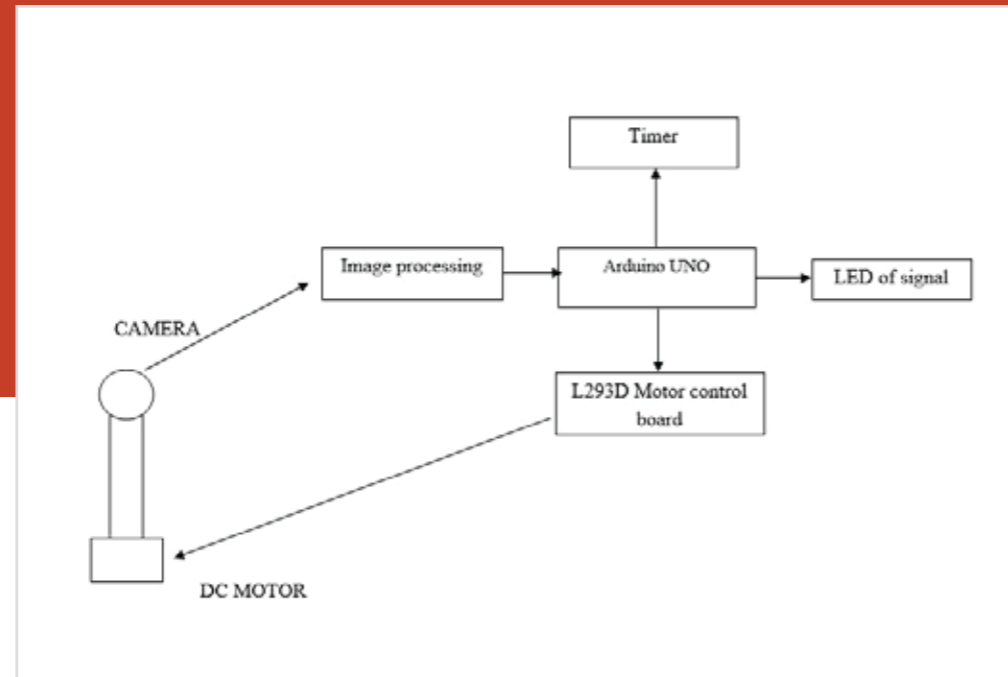 Timer
Image processing
Arduino UNO
LED of signal
CAMERA
L293D Motor control
board
DC MOTOR